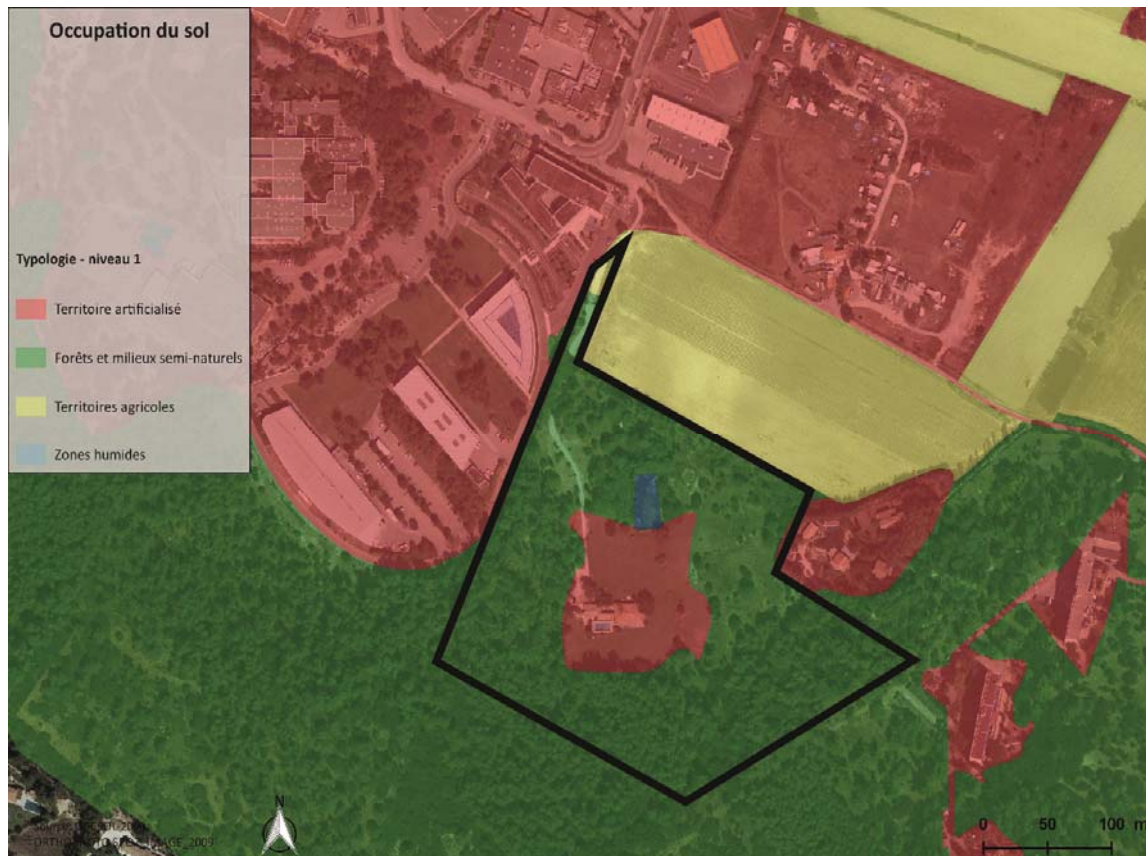 Occupation du sol
Typologie - niveau 1
Territoire artificialisé
Forêts et milieux semi-naturels
Territoires agricoles
Zones humides
N
0 50 100 m
IMAGE_2009